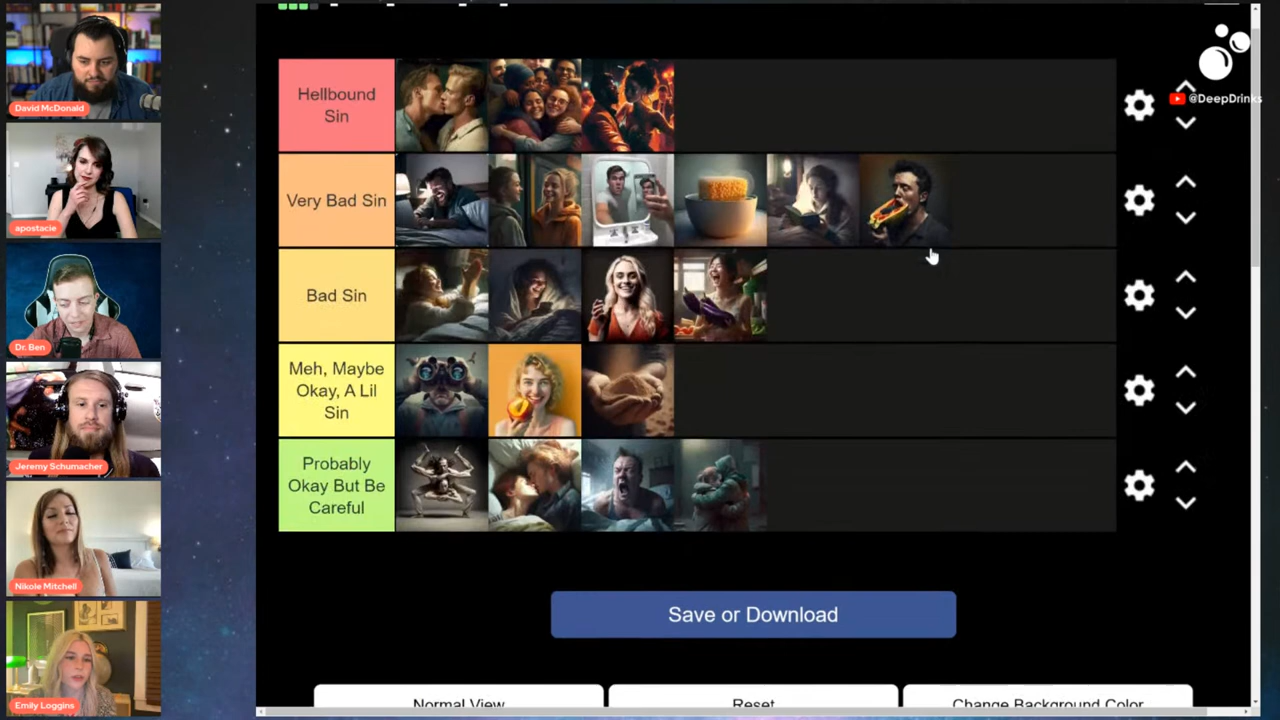 David McDonald
apostacie
Dr. Ben
Jeremy Schumacher
Nikole Mitchell
Emily Loggins
@DeepDrinks
Hellbound
Sin
Very Bad Sin
Bad Sin
Meh, Maybe
Okay, A Lil
Sin
Probably
Okay But Be
Careful
Save or Download
Normal View
Reset
Change Background Color